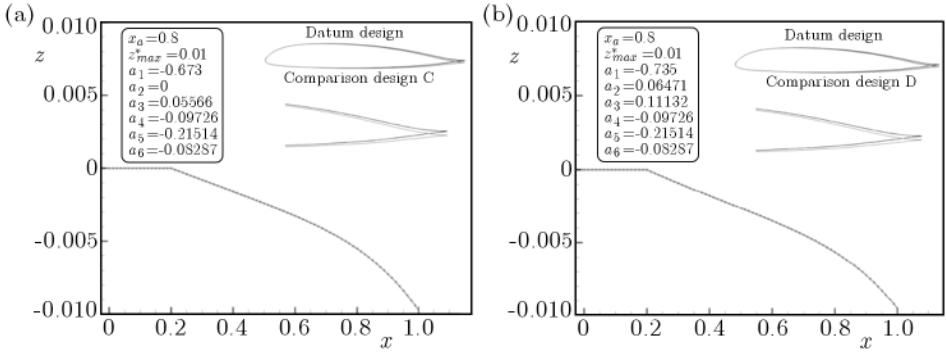 (a)
0.010
z
0.005
0
-0.005
-0.010
x_a=0.8
z*_max=0.01
a_1=-0.673
a_2=0
a_3=0.05566
a_4=-0.09726
a_5=-0.21514
a_6=-0.08287
Datum design
Comparison design C
0 0.2 0.4 0.6 0.8 1.0
x
(b)
0.010
z
0.005
0
-0.005
-0.010
x_a=0.8
z*_max=0.01
a_1=-0.735
a_2=0.06471
a_3=0.11132
a_4=-0.09726
a_5=-0.21514
a_6=-0.08287
Datum design
Comparison design D
0 0.2 0.4 0.6 0.8 1.0
x